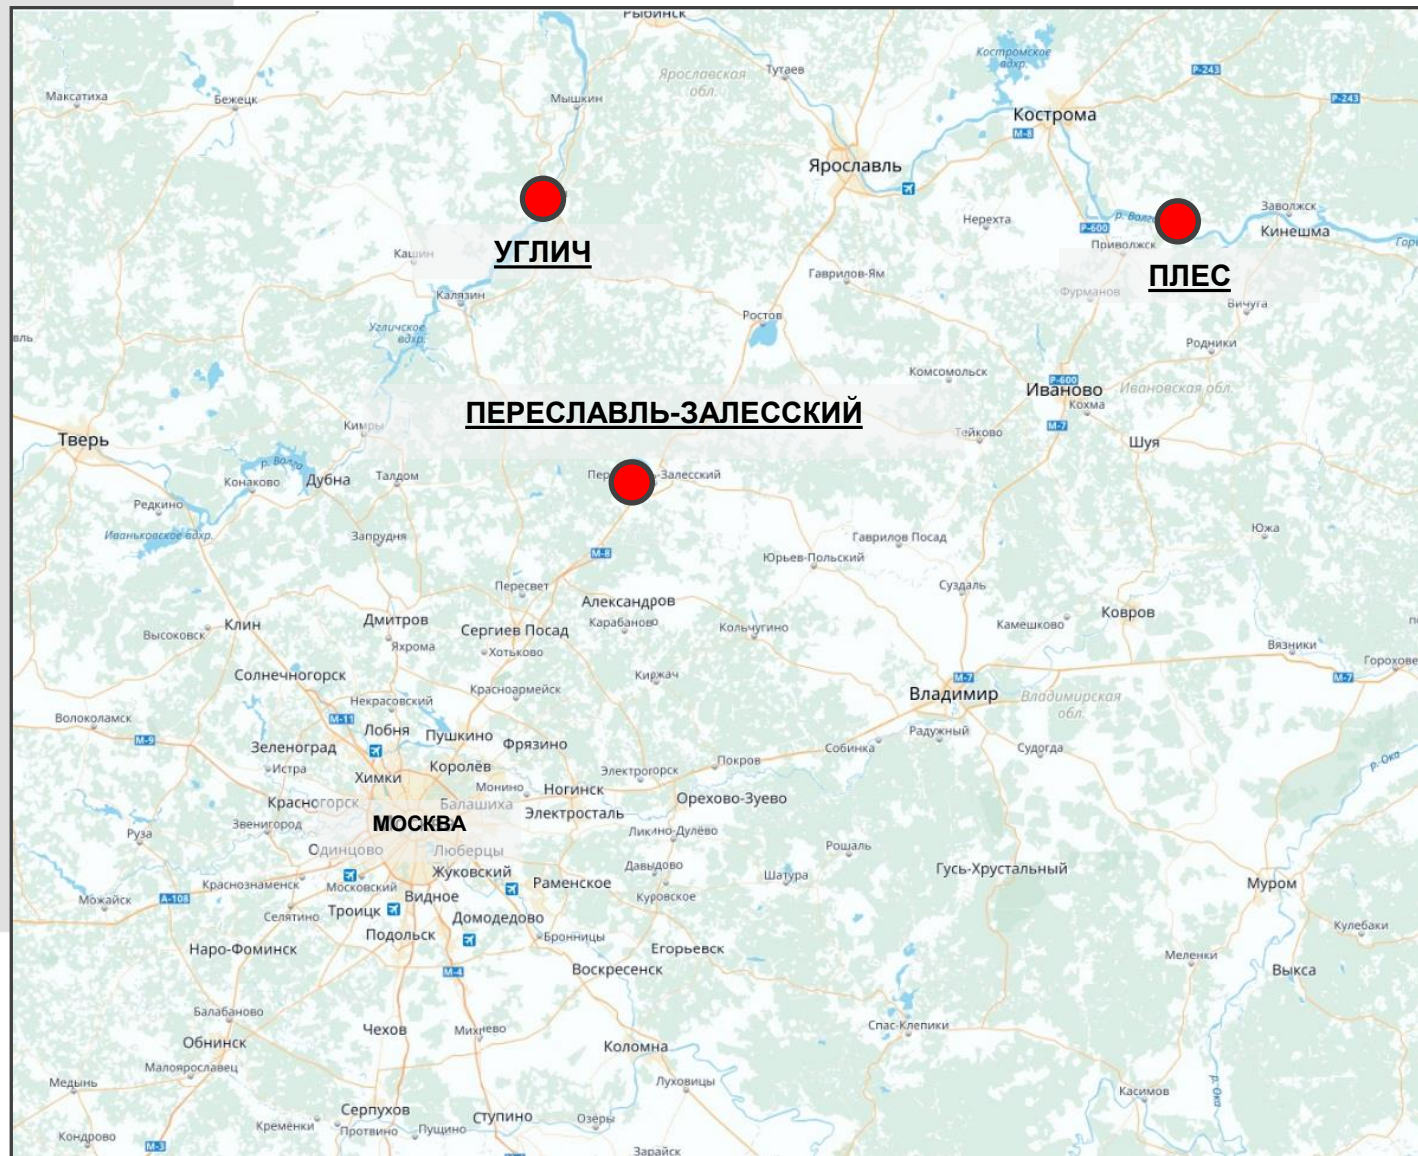 Рыбинск
Костромское
вдхр.
Р-243
Тутаев
Ярославская
обл.
Максатиха
Бежецк
Мышкин
Р-243
Кострома
М-8
Ярославль
Заволжск
р. Волга
Нерехта
Р-600
Кинешма
Приволжск
УГЛИЧ
Кашин
Гаврилов-Ям
ПЛЕС
Калязин
Фурманов
Вичуга
Ростов
Угличское
вдхр.
Родники
Комсомольск
Р-600
Иваново
Ивановская обл.
Кохма
ПЕРЕСЛАВЛЬ-ЗАЛЕССКИЙ
Кимры
М-7
Тейково
Тверь
Шуя
р. Волга
Дубна
Талдом
Конаково
Пер
-Залесский
Редкино
Иваньковское вдхр.
Запрудня
Южа
Гаврилов Посад
М-8
Юрьев-Польский
Пересвет
Суздаль
Александров
Дмитров
Карабаново
Клин
Сергиев Посад
Кольчугино
Камешково
Ковров
Высоковск
Яхрома
Хотьково
Вязники
Горохове
Солнечногорск
Киржач
М-7
М-7
Красноармейск
Владимир
Владимирская
обл.
Некрасовский
Волоколамск
М-11
Лобня
Пушкино
Радужный
М-9
Зеленоград
Фрязино
Собинка
Судогда
р. Ока
Истра
Химки
Королёв
Электрогорск
Покров
Монино
Ногинск
Орехово-Зуево
Красногорск
Балашиха
Электросталь
МОСКВА
Звенигород
Руза
Ликино-Дулёво
Одинцово
Люберцы
Рошаль
Жуковский
Давыдово
Шатура
Гусь-Хрустальный
Краснознаменск
Московский
Раменское
Муром
Можайск
А-108
Видное
Куровское
Селятино
Троицк
Домодедово
Кулебаки
Подольск
Бронницы
Наро-Фоминск
Егорьевск
Меленки
М-4
Воскресенск
Выкса
Балабаново
Чехов
Михнево
Спас-Клепики
Обнинск
Коломна
Малоярославец
Медынь
Луховицы
Касимов
р. Ока
Серпухов
Ступино
Озёры
Кременки
Протвино
Пущино
Кондрово
М-3
Зарайск